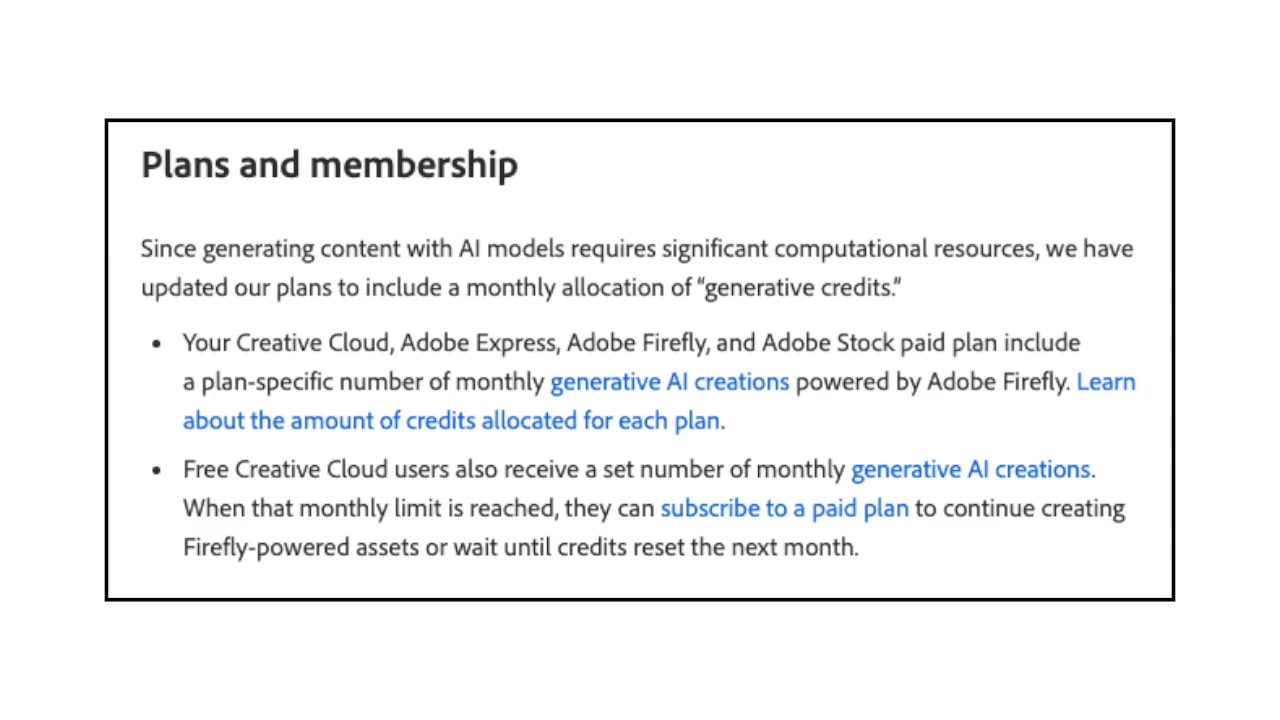 Plans and membership
Since generating content with AI models requires significant computational resources, we have
updated our plans to include a monthly allocation of “generative credits.”
• Your Creative Cloud, Adobe Express, Adobe Firefly, and Adobe Stock paid plan include
a plan-specific number of monthly generative AI creations powered by Adobe Firefly. Learn
about the amount of credits allocated for each plan.
• Free Creative Cloud users also receive a set number of monthly generative AI creations.
When that monthly limit is reached, they can subscribe to a paid plan to continue creating
Firefly-powered assets or wait until credits reset the next month.